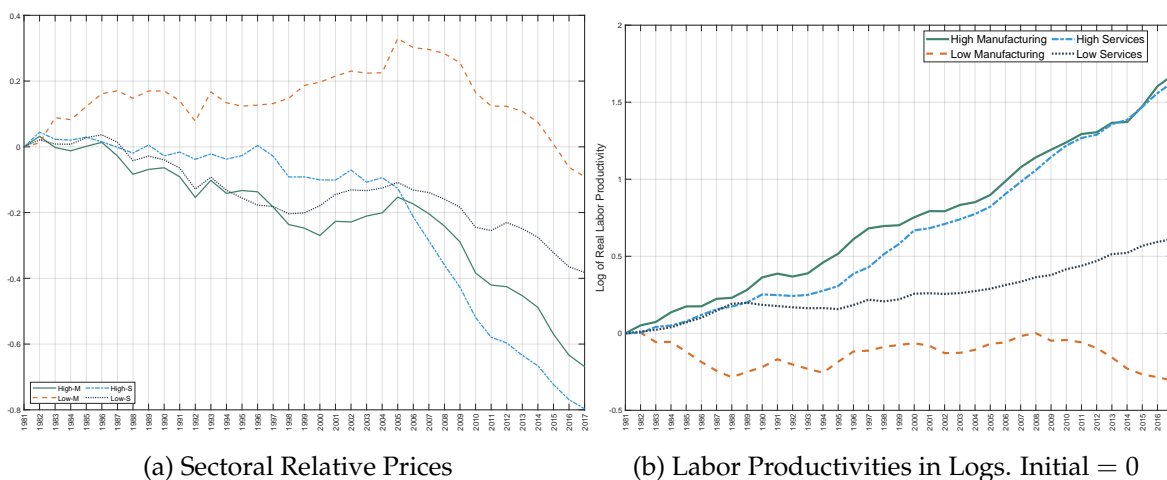 0.4
0.2
0
-0.2
-0.4
-0.6
-0.8
High-M
High-S
Low-M
Low-S
1981 1982 1983 1984 1985 1986 1987 1988 1989 1990 1991 1992 1993 1994 1995 1996 1997 1998 1999 2000 2001 2002 2003 2004 2005 2006 2007 2008 2009 2010 2011 2012 2013 2014 2015 2016 2017
(a) Sectoral Relative Prices
2
1.5
1
0.5
0
-0.5
Log of Real Labor Productivity
High Manufacturing
High Services
Low Manufacturing
Low Services
1981 1982 1983 1984 1985 1986 1987 1988 1989 1990 1991 1992 1993 1994 1995 1996 1997 1998 1999 2000 2001 2002 2003 2004 2005 2006 2007 2008 2009 2010 2011 2012 2013 2014 2015 2016
(b) Labor Productivities in Logs. Initial = 0